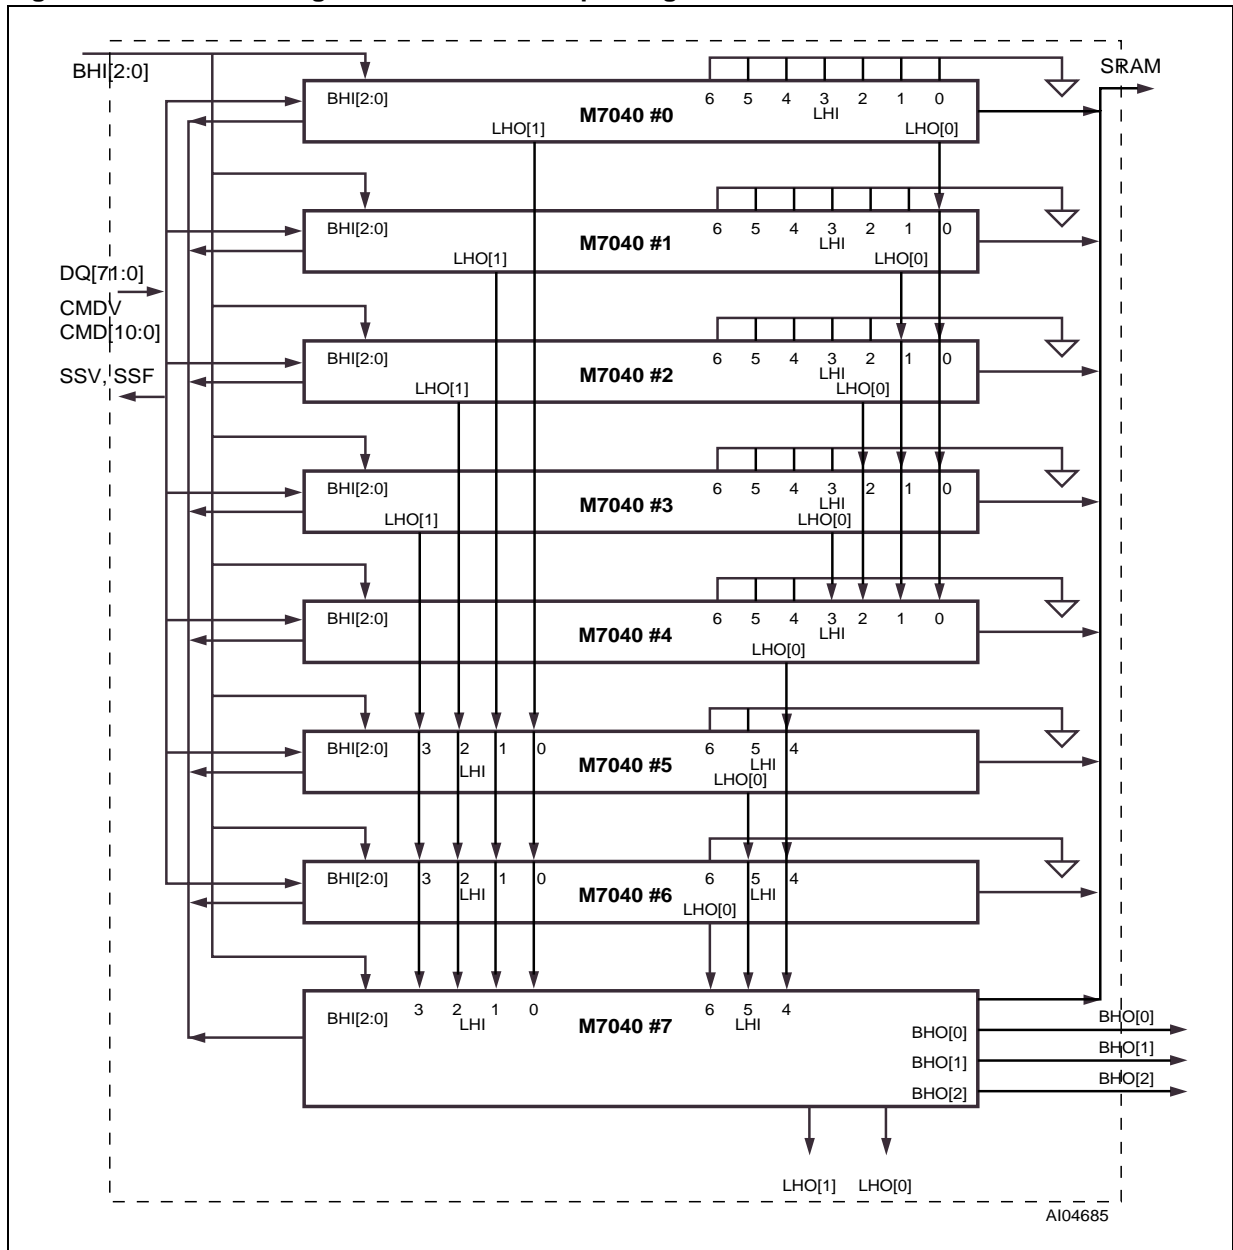 BHI[2:0]
SRAM
BHI[2:0]
6 5 4 3 2 1 0
LHI
M7040 #0
LHO[1]
LHO[0]
BHI[2:0]
6 5 4 3 2 1 0
LHI
M7040 #1
LHO[1]
LHO[0]
DQ[71:0]
CMDV
CMD[10:0]
SSV, SSF
BHI[2:0]
6 5 4 3 2 1 0
LHI
M7040 #2
LHO[1]
LHO[0]
BHI[2:0]
6 5 4 3 2 1 0
LHI
M7040 #3
LHO[1]
LHO[0]
BHI[2:0]
6 5 4 3 2 1 0
LHI
M7040 #4
LHO[0]
BHI[2:0]
3 2 1 0
LHI
M7040 #5
6 5 4
LHI
LHO[0]
BHI[2:0]
3 2 1 0
LHI
M7040 #6
6 5 4
LHI
LHO[0]
BHI[2:0]
3 2 1 0
LHI
M7040 #7
6 5 4
LHI
BHO[0]
BHO[0]
BHO[1]
BHO[1]
BHO[2]
BHO[2]
LHO[1]
LHO[0]
AI04685